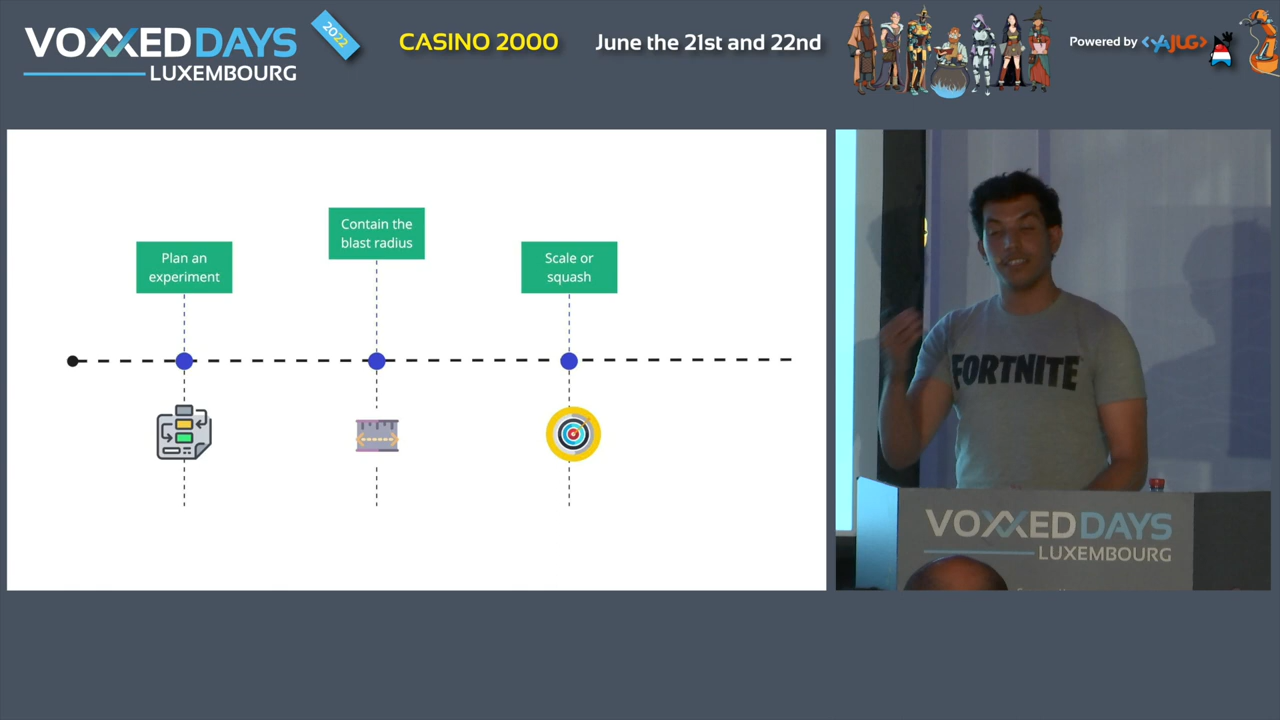 VOXXED DAYS
LUXEMBOURG
2022
CASINO 2000
June the 21st and 22nd
Powered by <YAJUG>
Plan an
experiment
Contain the
blast radius
Scale or
squash
FORTNITE
VOXXED DAYS
LUXEMBOURG